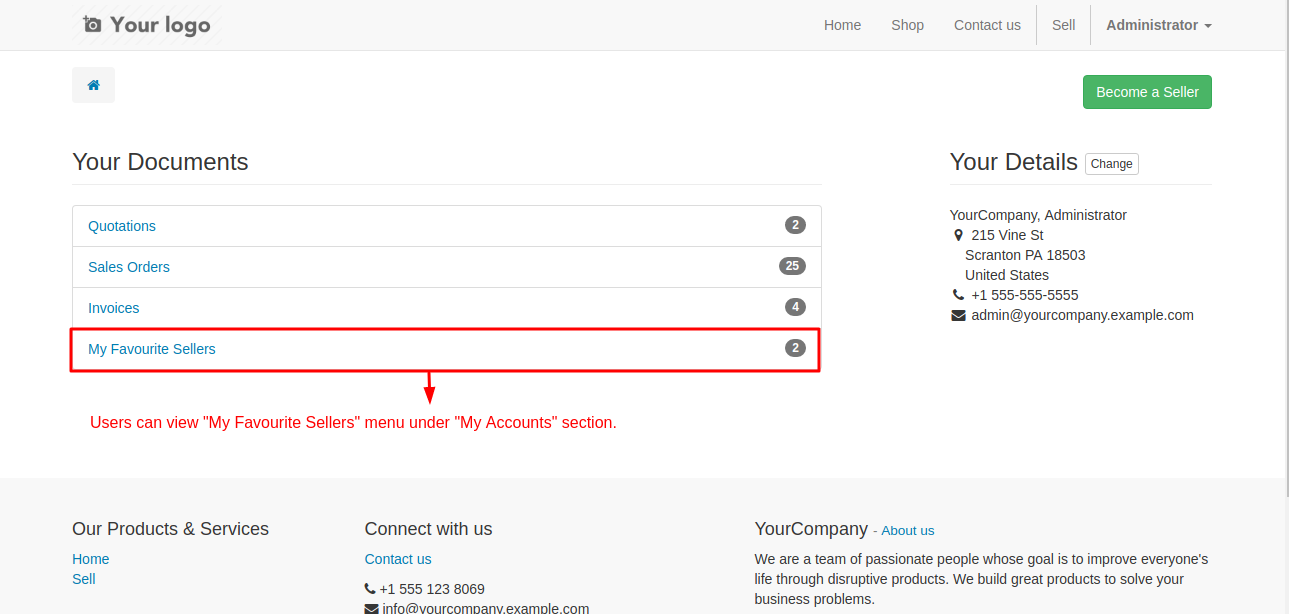 Your logo
Home Shop Contact us Sell Administrator
Become a Seller
Your Documents
Quotations 2
Sales Orders 25
Invoices 4
My Favourite Sellers 2
Users can view "My Favourite Sellers" menu under "My Accounts" section.
Your Details Change
YourCompany, Administrator
215 Vine St
Scranton PA 18503
United States
+1 555-555-5555
admin@yourcompany.example.com
Our Products & Services
Home
Sell
Connect with us
Contact us
+1 555 123 8069
info@yourcompany.example.com
YourCompany - About us
We are a team of passionate people whose goal is to improve everyone's
life through disruptive products. We build great products to solve your
business problems.